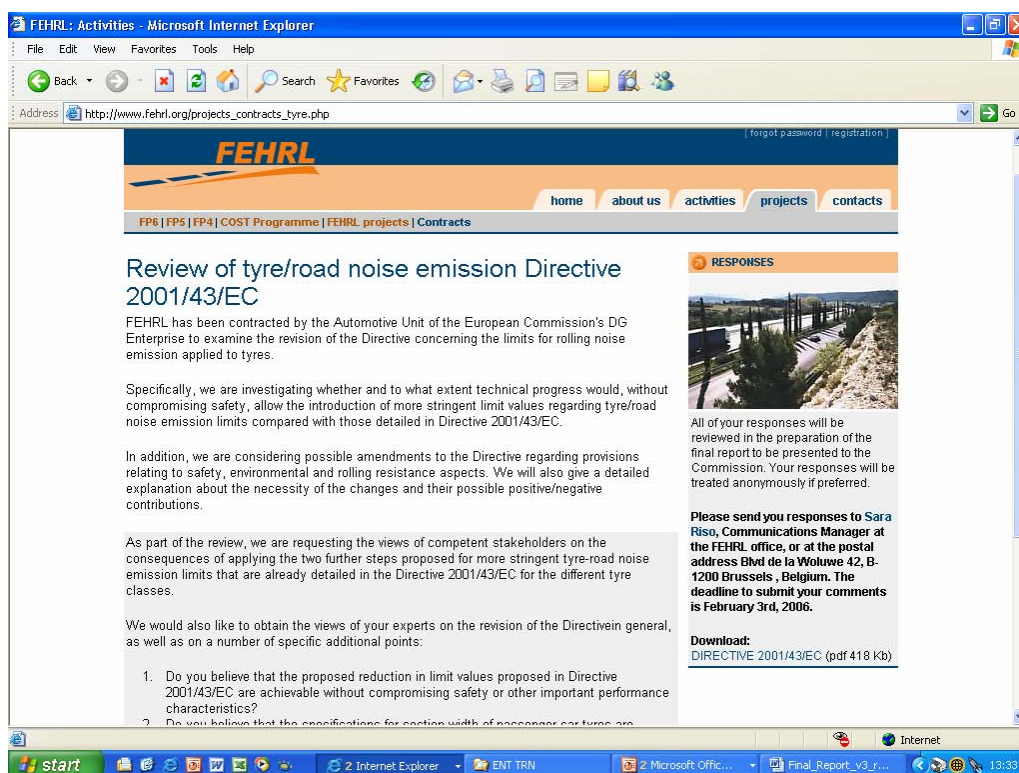 FEHRL: Activities - Microsoft Internet Explorer
File Edit View Favorites Tools Help
Back Search Favorites
Address http://www.fehrl.org/projects_contracts_tyre.php Go
[ forgot password | registration ]
FEHRL
home about us activities projects contacts
FP6 | FP5 | FP4 | COST Programme | FEHRL projects | Contracts
Review of tyre/road noise emission Directive
2001/43/EC
FEHRL has been contracted by the Automotive Unit of the European Commission's DG
Enterprise to examine the revision of the Directive concerning the limits for rolling noise
emission applied to tyres.
Specifically, we are investigating whether and to what extent technical progress would, without
compromising safety, allow the introduction of more stringent limit values regarding tyre/road
noise emission limits compared with those detailed in Directive 2001/43/EC.
In addition, we are considering possible amendments to the Directive regarding provisions
relating to safety, environmental and rolling resistance aspects. We will also give a detailed
explanation about the necessity of the changes and their possible positive/negative
contributions.
As part of the review, we are requesting the views of competent stakeholders on the
consequences of applying the two further steps proposed for more stringent tyre-road noise
emission limits that are already detailed in the Directive 2001/43/EC for the different tyre
classes.
We would also like to obtain the views of your experts on the revision of the Directivein general,
as well as on a number of specific additional points:
1. Do you believe that the proposed reduction in limit values proposed in Directive
2001/43/EC are achievable without compromising safety or other important performance
characteristics?
2. Do you believe that the specifications for section width of passenger car tyres are
RESPONSES
All of your responses will be
reviewed in the preparation of the
final report to be presented to the
Commission. Your responses will be
treated anonymously if preferred.
Please send you responses to Sara
Riso, Communications Manager at
the FEHRL office, or at the postal
address Blvd de la Woluwe 42, B-
1200 Brussels , Belgium. The
deadline to submit your comments
is February 3rd, 2006.
Download:
DIRECTIVE 2001/43/EC (pdf 418 Kb)
Internet
start 2 Internet Explorer ENT TRN 2 Microsoft Offic... Final_Report_v3_r... 13:33